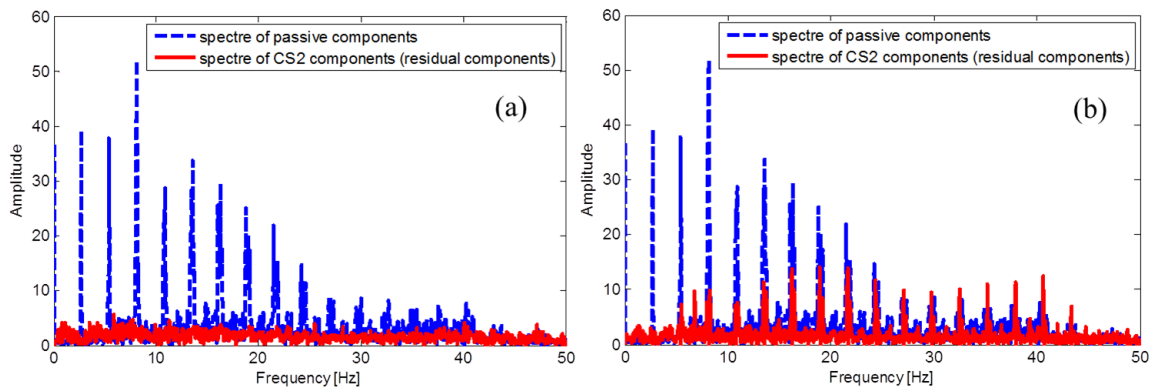 60
50
40
30
20
10
0
Amplitude
spectre of passive components
spectre of CS2 components (residual components)
(a)
0 10 20 30 40 50
Frequency [Hz]
60
50
40
30
20
10
0
Amplitude
spectre of passive components
spectre of CS2 components (residual components)
(b)
0 10 20 30 40 50
Frequency [Hz]